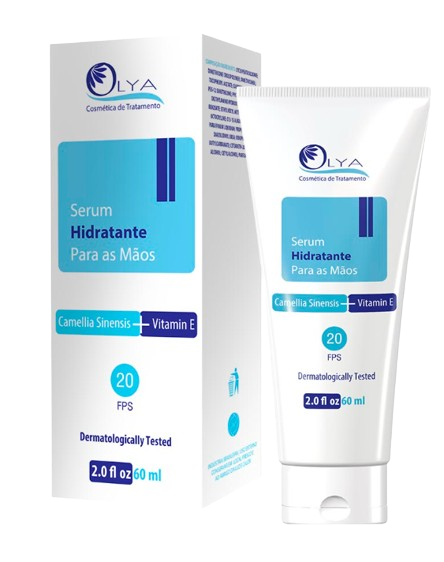 OLYA
Cosmética de Tratamento
Serum
Hidratante
Para as Mãos
Camellia Sinensis + Vitamin E
20
FPS
Dermatologically Tested
2.0 fl oz 60 ml
OLYA
Cosmética de Tratamento
Serum
Hidratante
Para as Mãos
Camellia Sinensis + Vitamin E
20
FPS
Dermatologically Tested
2.0 fl oz 60 ml